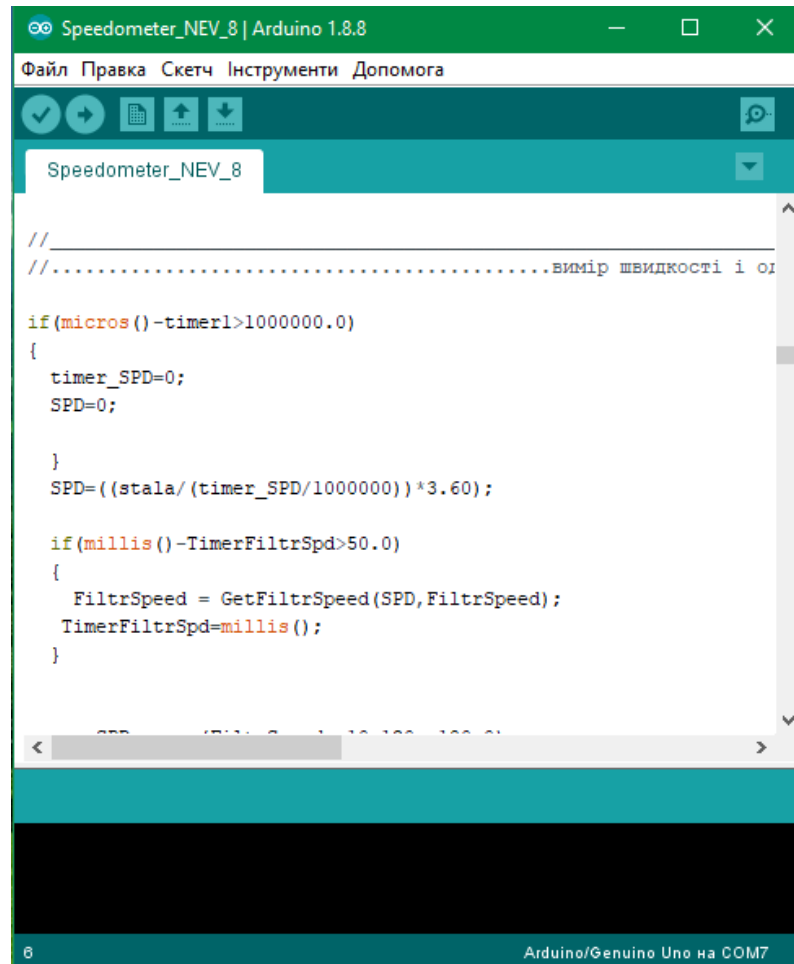 Speedometer_NEV_8 | Arduino 1.8.8
Файл Правка Скетч Інструменти Допомога
Speedometer_NEV_8
//
//............................................вимір швидкості і
if(micros()-timer1>1000000.0)
{
timer_SPD=0;
SPD=0;
}
SPD=((stala/(timer_SPD/1000000))*3.60);
if(millis()-TimerFiltrSpd>50.0)
{
FiltrSpeed = GetFiltrSpeed(SPD,FiltrSpeed);
TimerFiltrSpd=millis();
}
6
Arduino/Genuino Uno на COM7